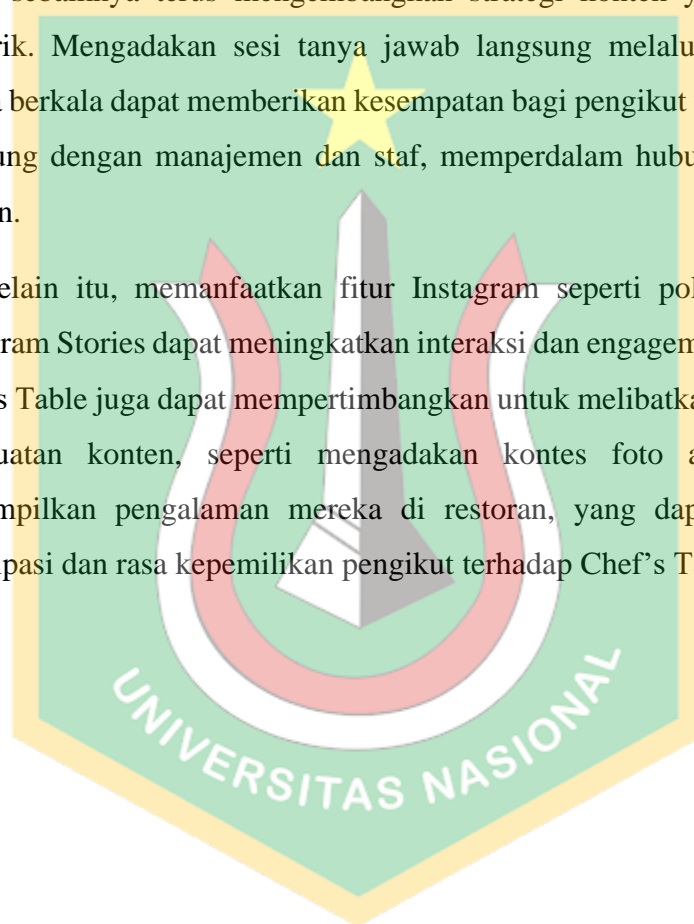 sebaiknya terus mengembangkan strategi konten y
rik. Mengadakan sesi tanya jawab langsung melalu
a berkala dapat memberikan kesempatan bagi pengikut
ung dengan manajemen dan staf, memperdalam hubu
n.
elain itu, memanfaatkan fitur Instagram seperti pol
ram Stories dapat meningkatkan interaksi dan engagem
s Table juga dapat mempertimbangkan untuk melibatka
uatan konten, seperti mengadakan kontes foto a
mpilkan pengalaman mereka di restoran, yang dap
ipasi dan rasa kepemilikan pengikut terhadap Chef's T
UNIVERSITAS NASIONAL